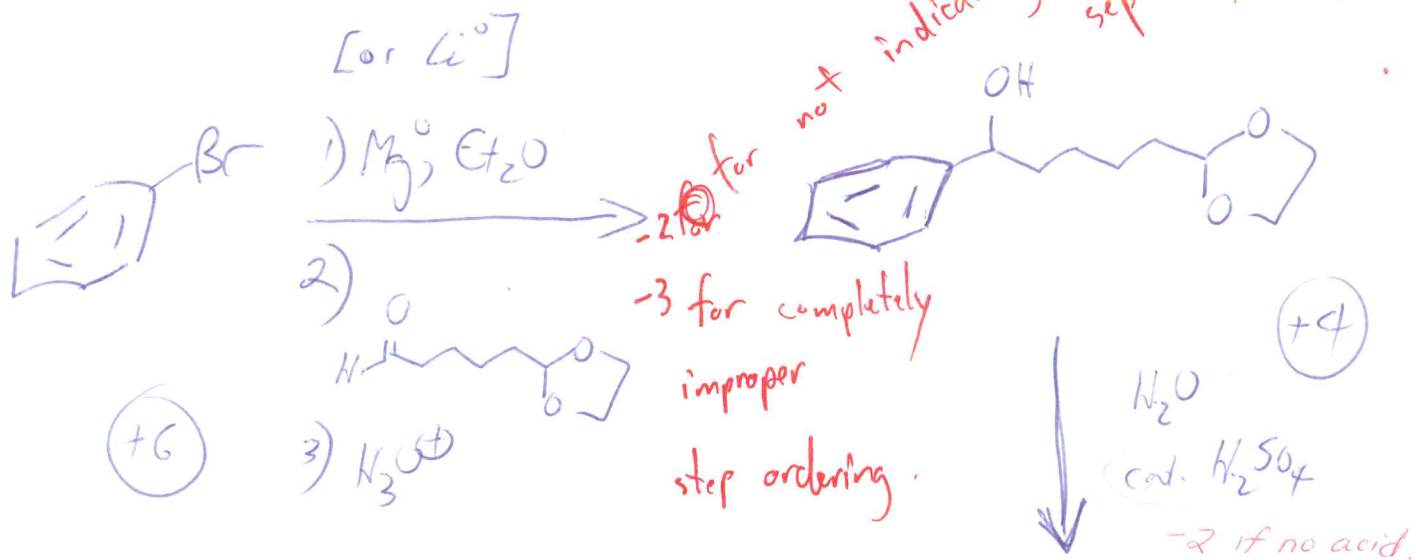 [or Li°]
1) Mg°, Et₂O
Br
2)
O
H
O
O
3) H₃O⊕
+6
for not
sep
-2 for
-3 for completely
improper
step ordering.
OH
O
O
+4
H₂O
cat. H₂SO₄
-2 if no acid.